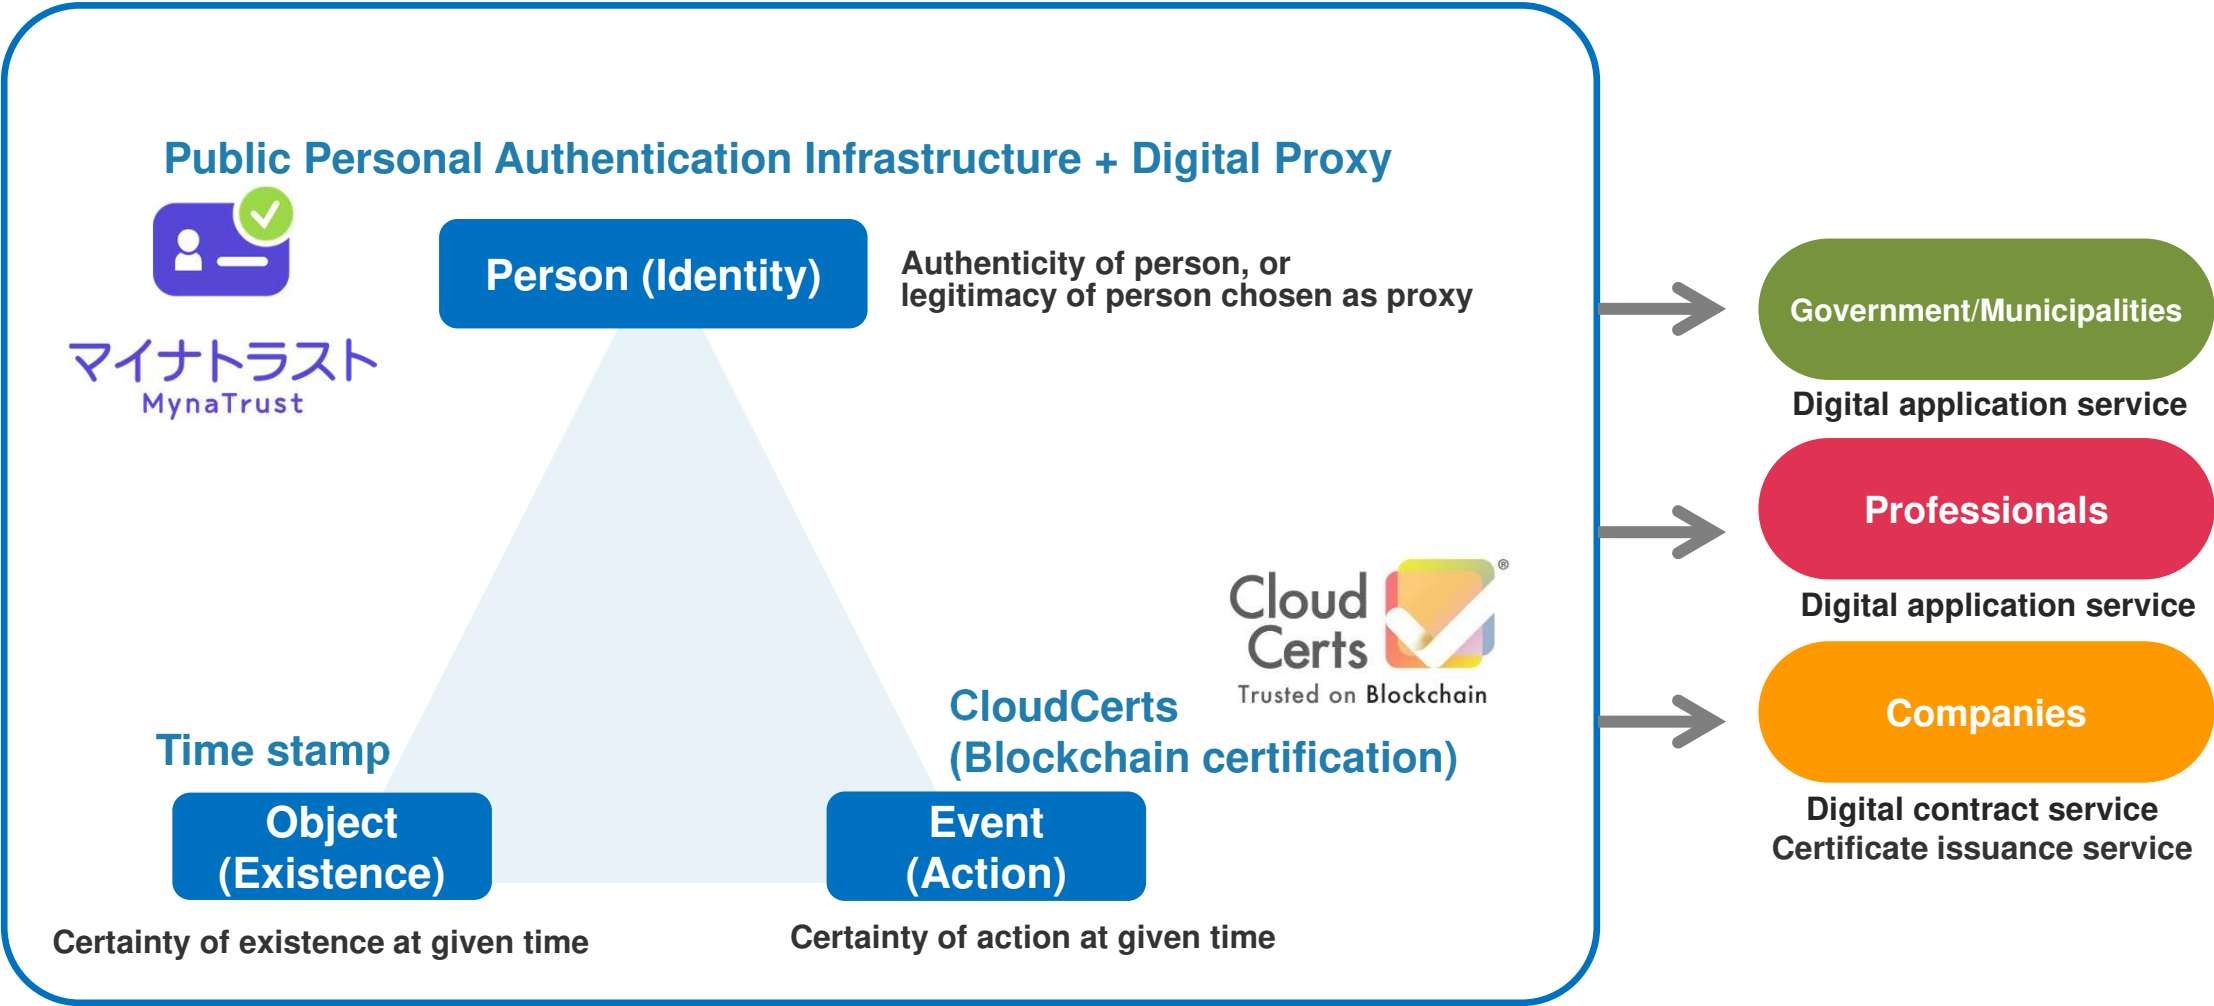 Public Personal Authentication Infrastructure + Digital Proxy
マイナトラスト
MynaTrust
Person (Identity)
Authenticity of person, or
legitimacy of person chosen as proxy
Cloud
Certs
®
Trusted on Blockchain
CloudCerts
(Blockchain certification)
Time stamp
Object
(Existence)
Certainty of existence at given time
Event
(Action)
Certainty of action at given time
Government/Municipalities
Digital application service
Professionals
Digital application service
Companies
Digital contract service
Certificate issuance service